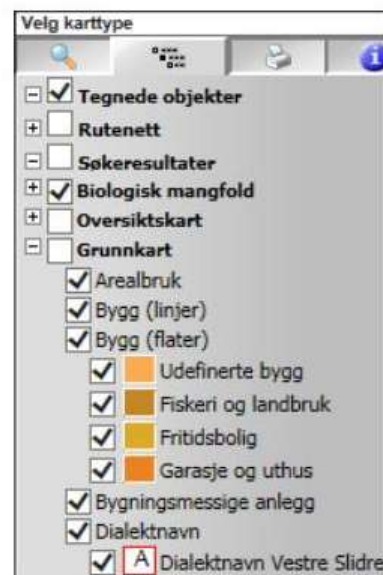 Velg karttype
Tegnede objekter
Rutenett
Søkeresultater
Biologisk mangfold
Oversiktskart
Grunnkart
Arealbruk
Bygg (linjer)
Bygg (flater)
Udefinerte bygg
Fiskeri og landbruk
Fritidsbolig
Garasje og uthus
Bygningsmessige anlegg
Dialektnavn
A Dialektnavn Vestre Slidre